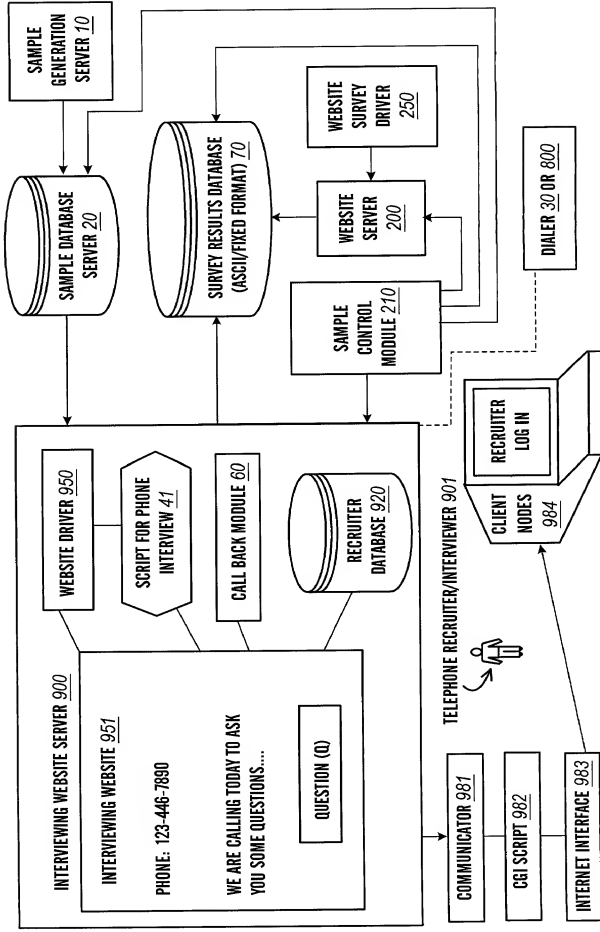 INTERVIEWING WEBSITE SERVER 900
INTERVIEWING WEBSITE 951
PHONE: 123-446-7890
WE ARE CALLING TODAY TO ASK
YOU SOME QUESTIONS....
QUESTION (Q)
WEBSITE DRIVER 950
SCRIPT FOR PHONE
INTERVIEW 41
CALL BACK MODULE 60
RECRUITER
DATABASE 920
SAMPLE DATABASE
SERVER 20
SAMPLE
GENERATION
SERVER 10
SURVEY RESULTS DATABASE
(ASCII/FIXED FORMAT) 70
SAMPLE
CONTROL
MODULE 210
WEBSITE
SERVER
200
WEBSITE
SURVEY
DRIVER
250
DIALER 30 OR 800
COMMUNICATOR 981
CGI SCRIPT 982
INTERNET INTERFACE 983
TELEPHONE RECRUITER/INTERVIEWER 901
CLIENT
NODES
984
RECRUITER
LOG IN